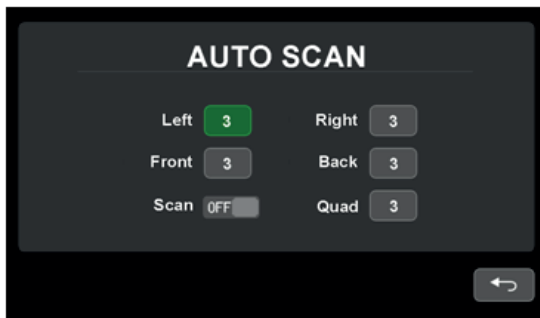 AUTO SCAN
Left 3 Right 3
Front 3 Back 3
Scan OFF Quad 3